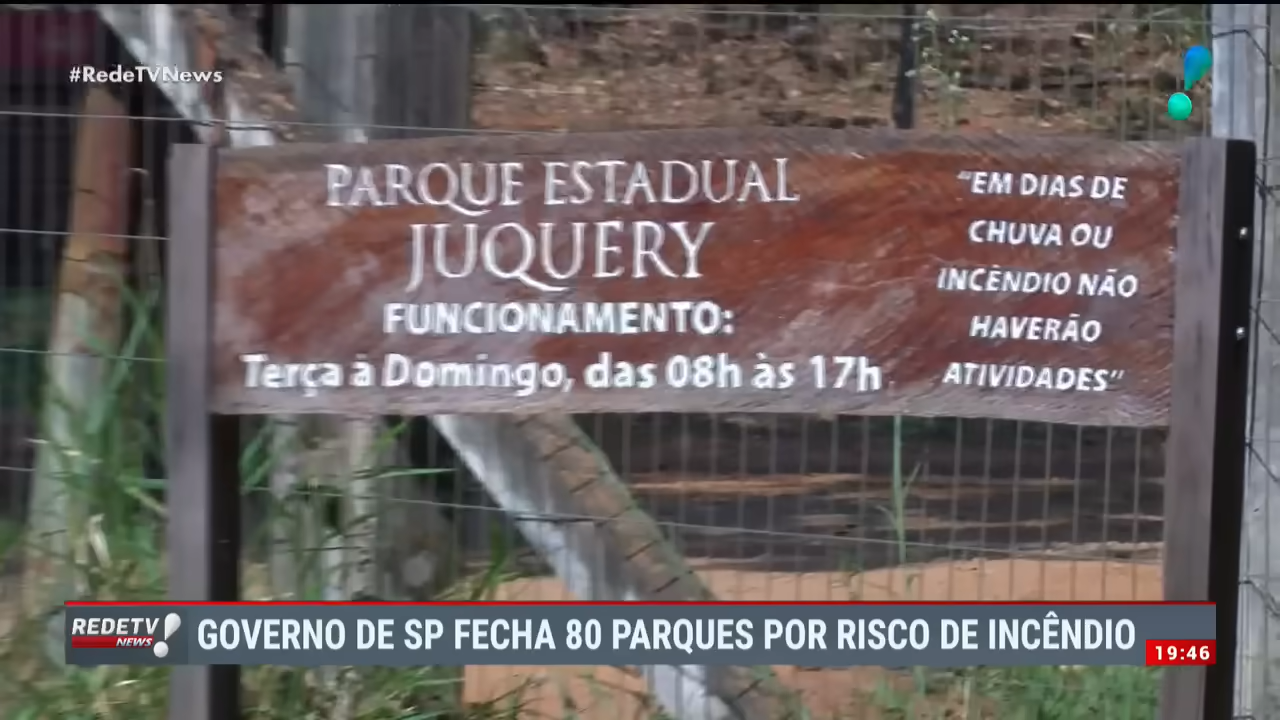 #RedeTVNews
PARQUE ESTADUAL
JUQUERY
FUNCIONAMENTO:
Terça à Domingo, das 08h às 17h
"EM DIAS DE
CHUVA OU
INCÊNDIO NÃO
HAVERÃO
ATIVIDADES"
REDETV!
NEWS
GOVERNO DE SP FECHA 80 PARQUES POR RISCO DE INCÊNDIO
19:46